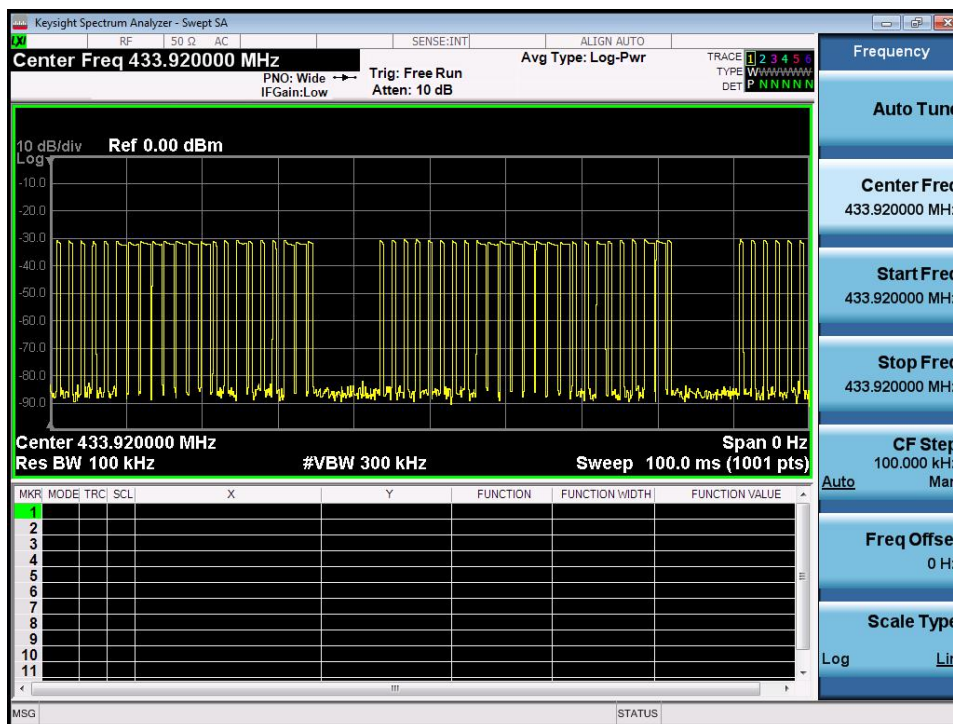 Keysight Spectrum Analyzer - Swept SA
LXI RF 50 Ω AC SENSE:INT ALIGN AUTO
Center Freq 433.920000 MHz
PNO: Wide
IFGain:Low
Trig: Free Run
Atten: 10 dB
Avg Type: Log-Pwr
TRACE 1 2 3 4 5 6
TYPE W
DET P N N N N N
10 dB/div
Log
Ref 0.00 dBm
-10.0
-20.0
-30.0
-40.0
-50.0
-60.0
-70.0
-80.0
-90.0
Center 433.920000 MHz
Span 0 Hz
Res BW 100 kHz
#VBW 300 kHz
Sweep 100.0 ms (1001 pts)
MKR MODE TRC SCL X Y FUNCTION FUNCTION WIDTH FUNCTION VALUE
1
2
3
4
5
6
7
8
9
10
11
MSG
STATUS
Frequency
Auto Tune
Center Freq
433.920000 MHz
Start Freq
433.920000 MHz
Stop Freq
433.920000 MHz
CF Step
100.000 kHz
Auto Man
Freq Offset
0 Hz
Scale Type
Log Lin